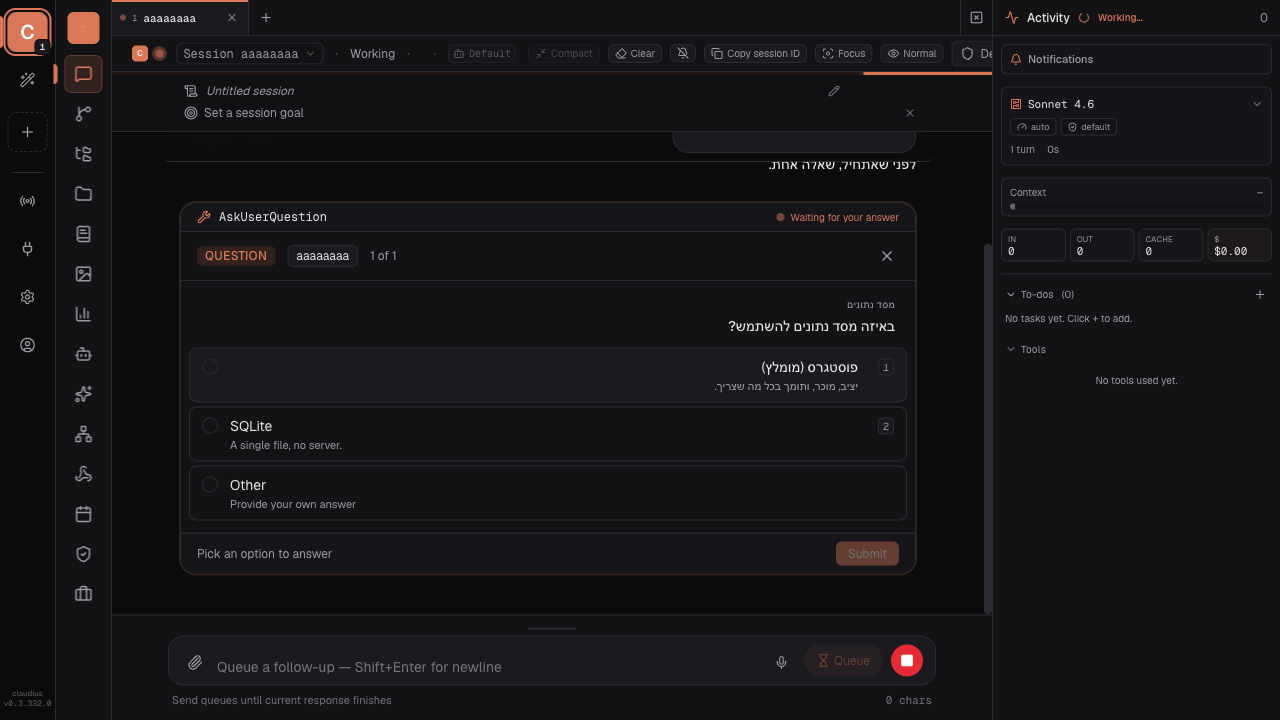 C
1
claudius
v0.3.332.0
1 aaaaaaaa
C
Session aaaaaaaa
· Working ·
·
Default
Compact
Clear
Copy session ID
Focus
Normal
De
Untitled session
Set a session goal
לפני שאתחיל, שאלה אחת.
AskUserQuestion
Waiting for your answer
QUESTION
aaaaaaaa
1 of 1
מסד נתונים
באיזה מסד נתונים להשתמש?
1
פוסטגרס (מומלץ)
יציב, מוכר, ותומך בכל מה שצריך.
SQLite
2
A single file, no server.
Other
Provide your own answer
Pick an option to answer
Submit
Queue a follow-up — Shift+Enter for newline
Queue
Send queues until current response finishes
0 chars
Activity
Working…
0
Notifications
Sonnet 4.6
auto
default
1 turn 0s
Context
–
IN
0
OUT
0
CACHE
0
$
$0.00
To-dos (0)
No tasks yet. Click + to add.
Tools
No tools used yet.